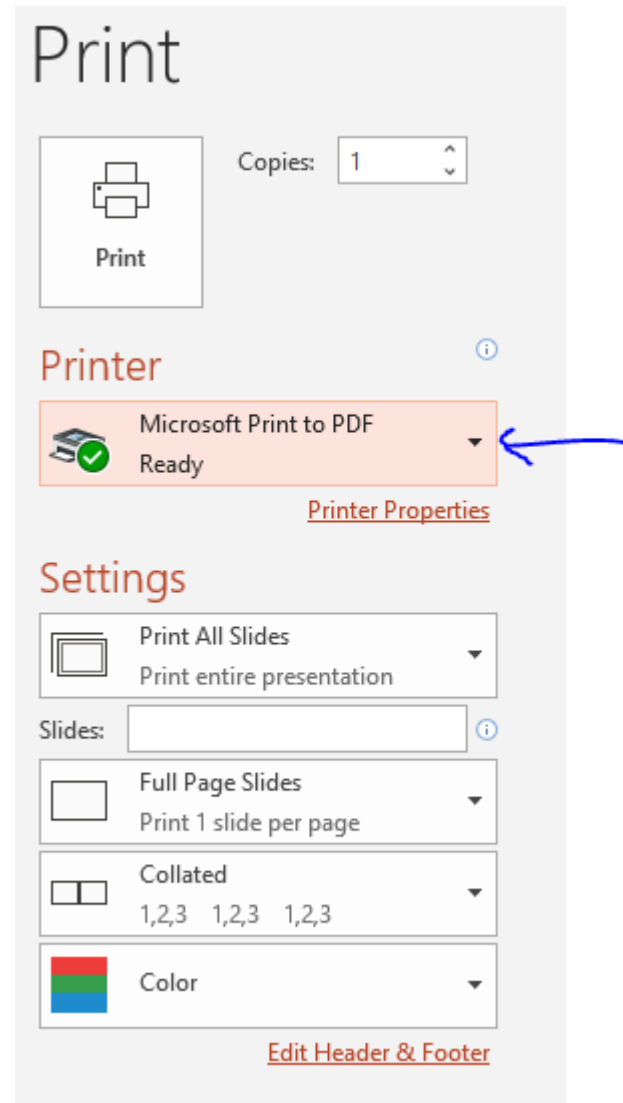 Print
Copies: 1
Print
Printer
Microsoft Print to PDF
Ready
Printer Properties
Settings
Print All Slides
Print entire presentation
Slides:
Full Page Slides
Print 1 slide per page
Collated
1,2,3 1,2,3 1,2,3
Color
Edit Header & Footer